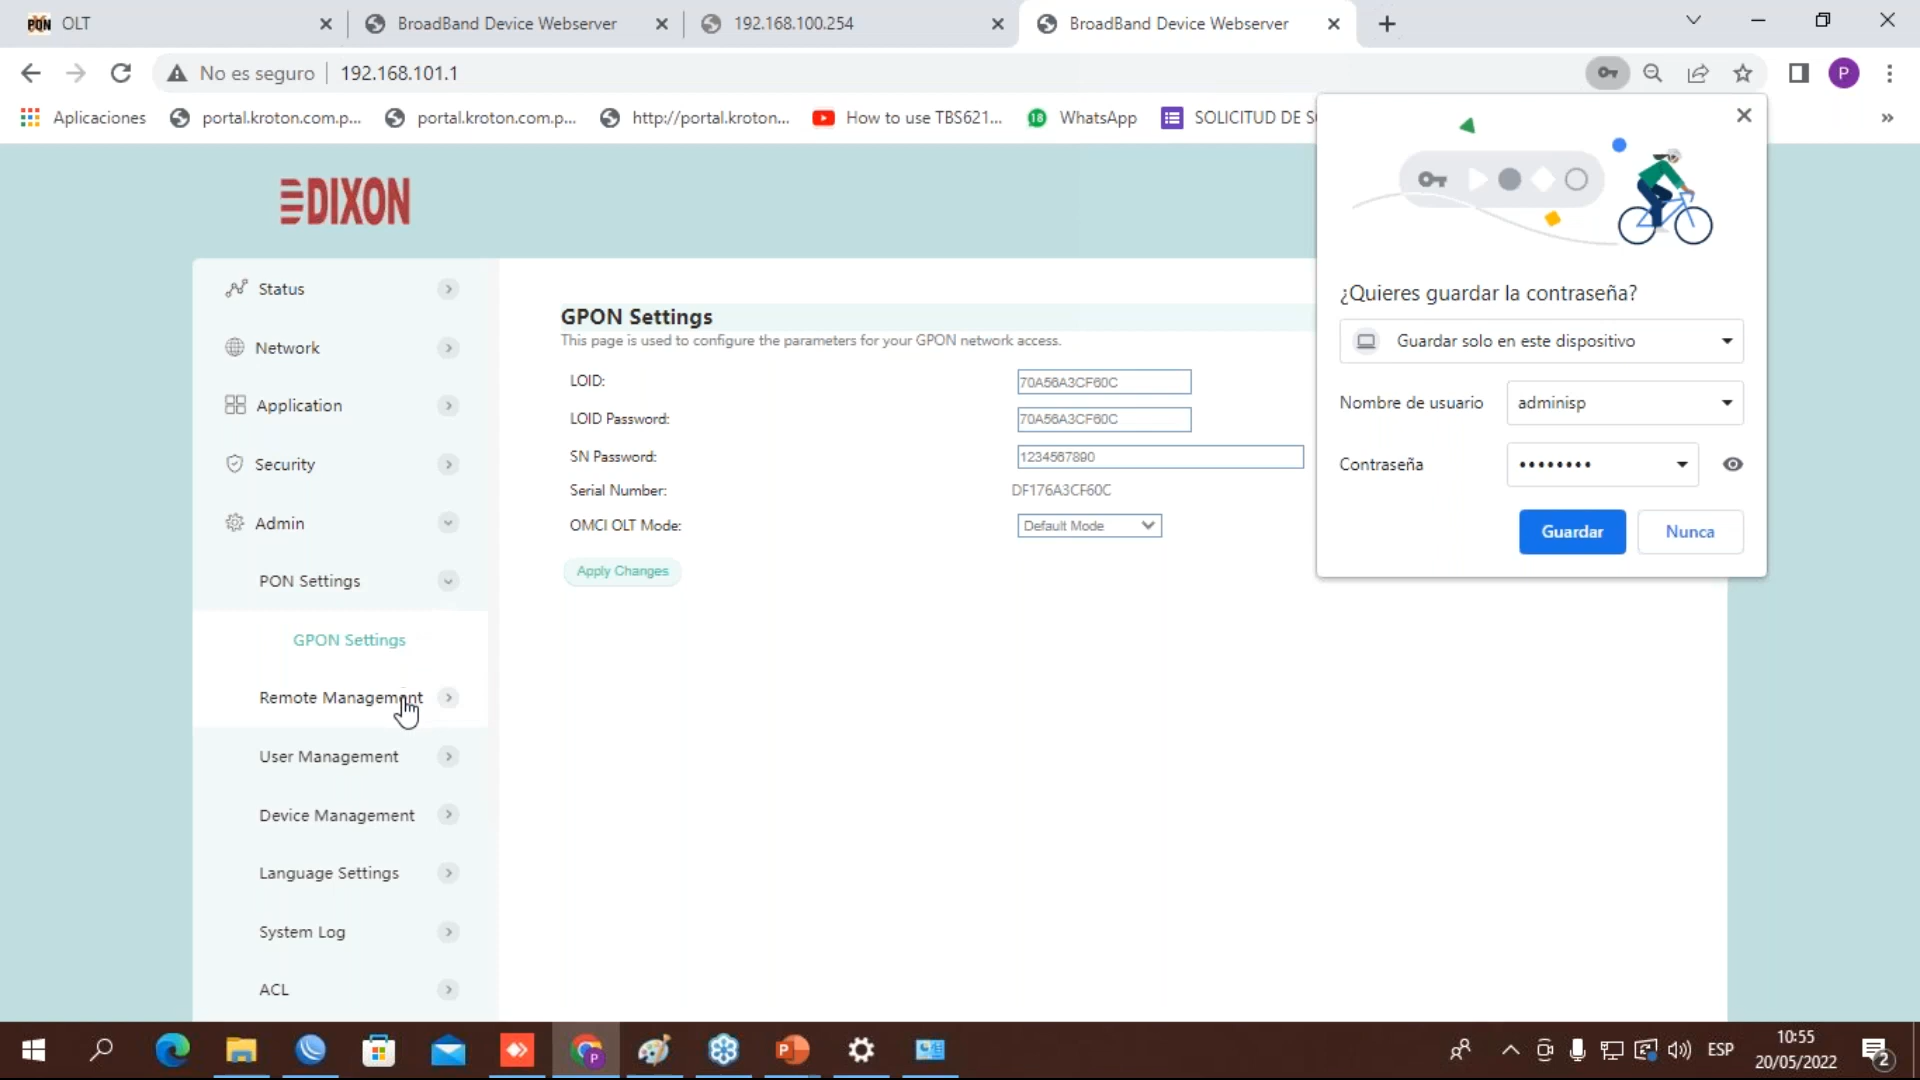 OLT
BroadBand Device Webserver
192.168.100.254
BroadBand Device Webserver
No es seguro
192.168.101.1
P
Aplicaciones
portal.kroton.com.p...
portal.kroton.com.p...
http://portal.kroton...
How to use TBS621...
18
WhatsApp
SOLICITUD DE S
»
DIXON
Status
Network
Application
Security
Admin
PON Settings
GPON Settings
Remote Management
User Management
Device Management
Language Settings
System Log
ACL
GPON Settings
This page is used to configure the parameters for your GPON network access.
LOID:
70A56A3CF60C
LOID Password:
70A56A3CF60C
SN Password:
1234567890
Serial Number:
DF176A3CF60C
OMCI OLT Mode:
Default Mode
Apply Changes
¿Quieres guardar la contraseña?
Guardar solo en este dispositivo
Nombre de usuario
adminisp
Contraseña
••••••••
Guardar
Nunca
P
P
ESP
10:55
20/05/2022
2